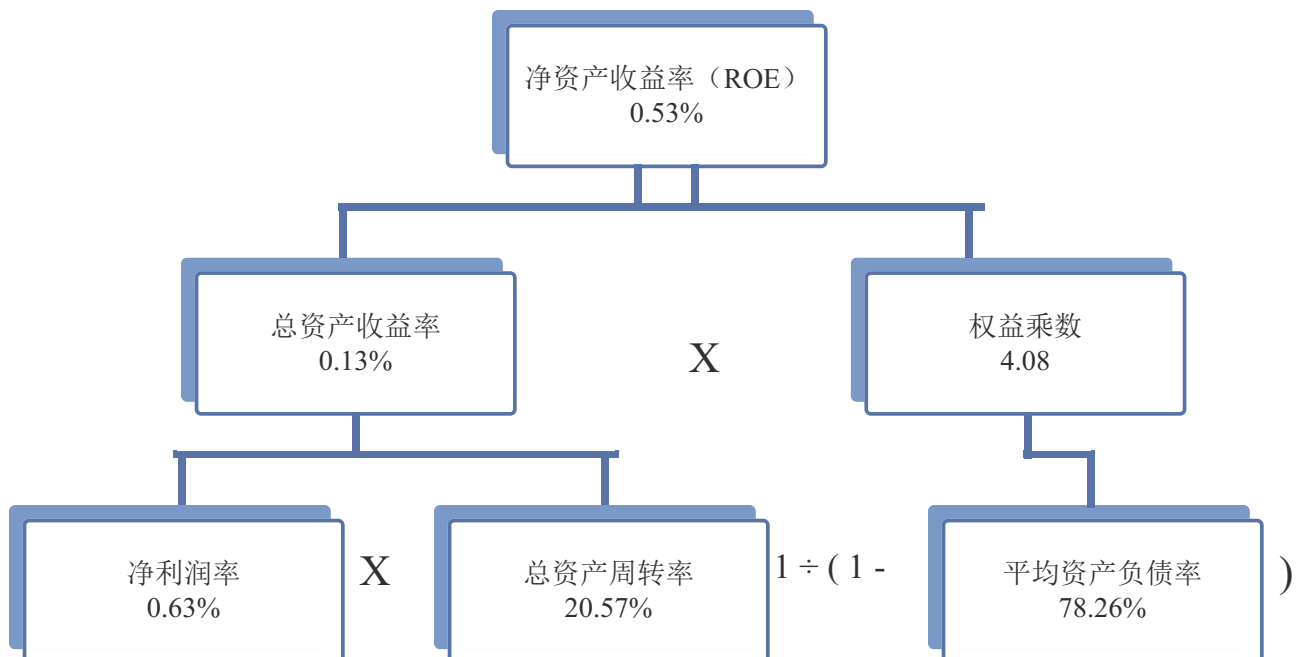 净资产收益率（ROE）
0.53%
总资产收益率
0.13%
X
权益乘数
4.08
净利润率
0.63%
X
总资产周转率
20.57%
1 ÷ ( 1 -
平均资产负债率
78.26%
)